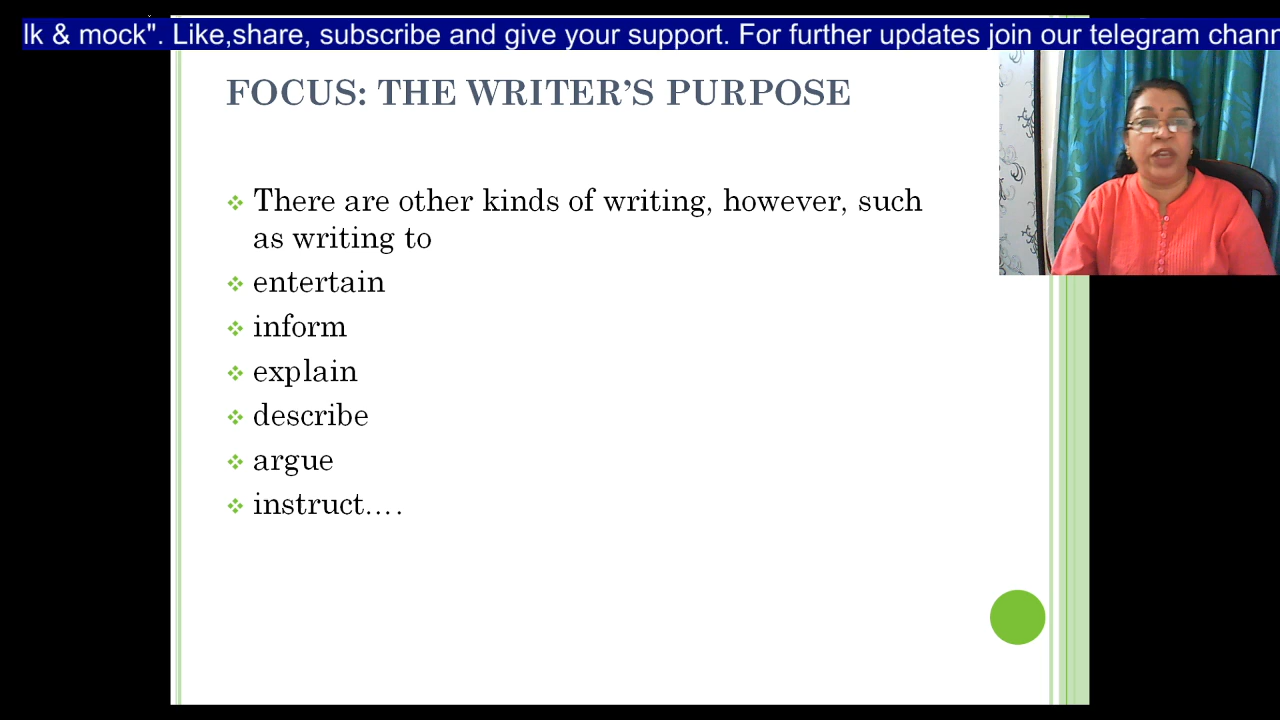 lk & mock". Like,share, subscribe and give your support. For further updates join our telegram chann
FOCUS: THE WRITER'S PURPOSE
There are other kinds of writing, however, such
as writing to
entertain
inform
explain
describe
argue
instruct....